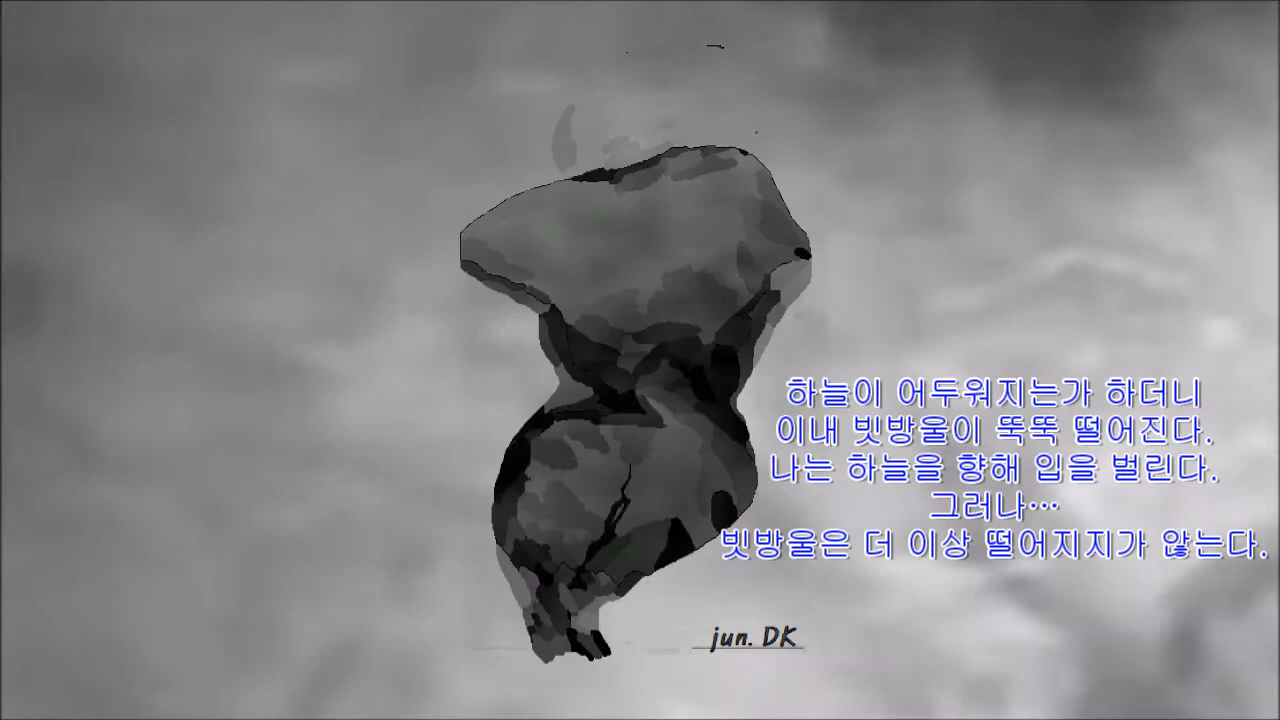 하늘이 어두워지는가 하더니
이내 빗방울이 뚝뚝 떨어진다.
나는 하늘을 향해 입을 벌린다.
그러나…
빗방울은 더 이상 떨어지지가 않는다.
jun. DK